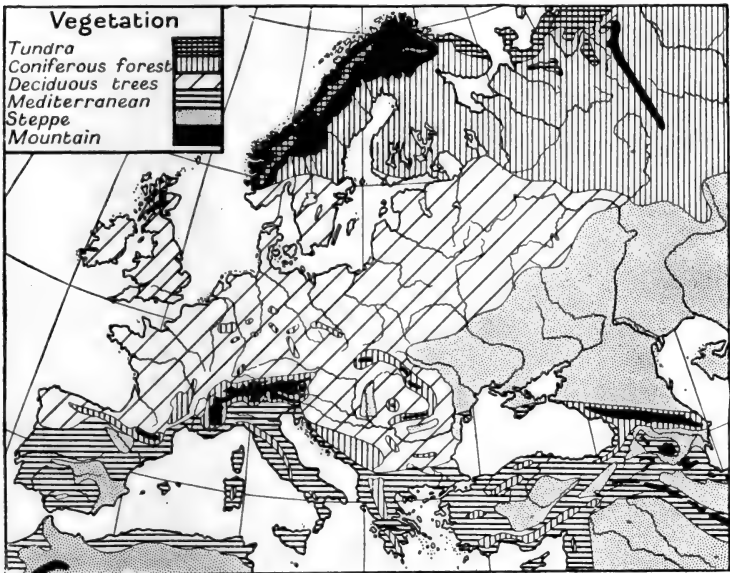 Vegetation
Tundra
Coniferous forest
Deciduous trees
Mediterranean
Steppe
Mountain